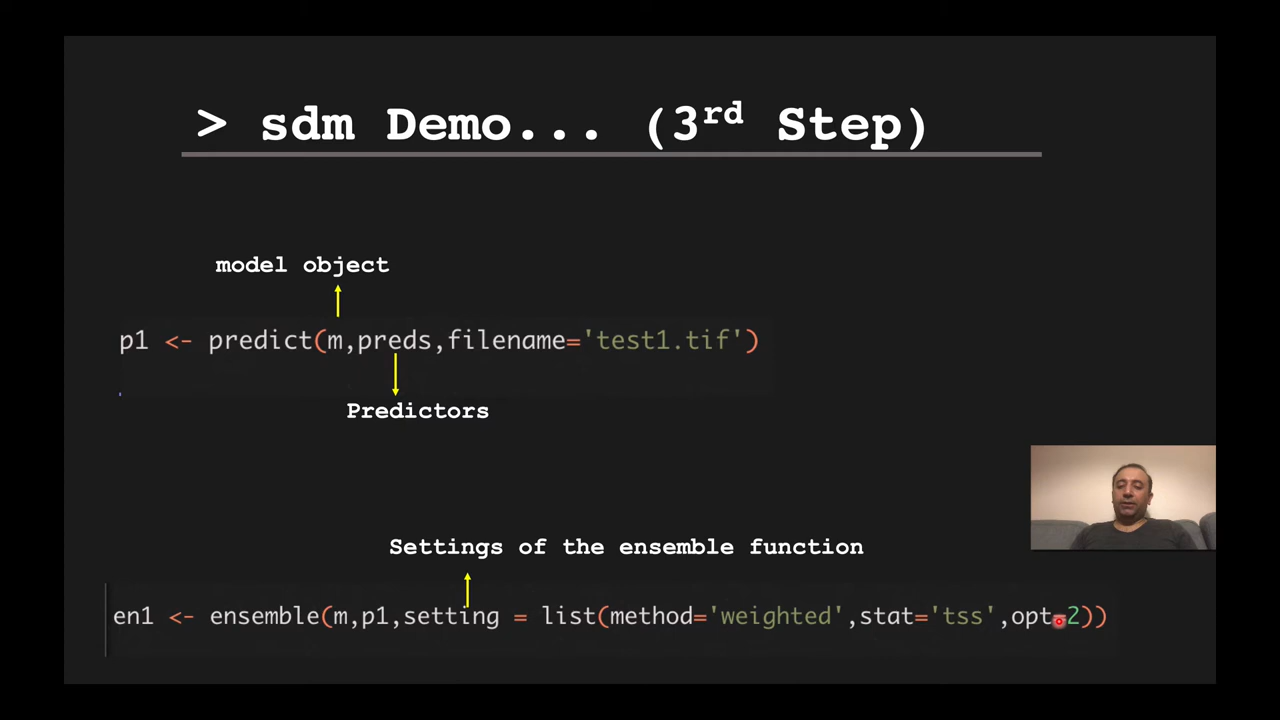 > sdm Demo... (3rd Step)
model object
p1 <- predict(m,preds,filename='test1.tif')
Predictors
Settings of the ensemble function
en1 <- ensemble(m,p1,setting = list(method='weighted',stat='tss',opt=2))